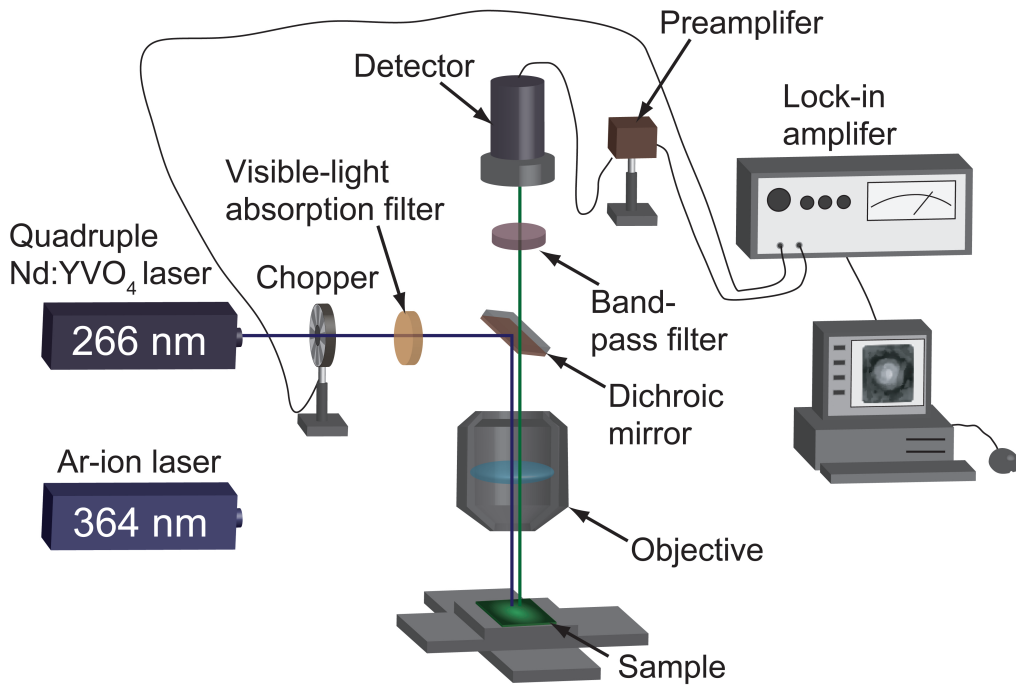 Preamplifer
Detector
Lock-in
amplifer
Visible-light
absorption filter
Quadruple
Nd:YVO₄ laser
Chopper
266 nm
Band-
pass filter
Dichroic
mirror
Ar-ion laser
364 nm
Objective
Sample